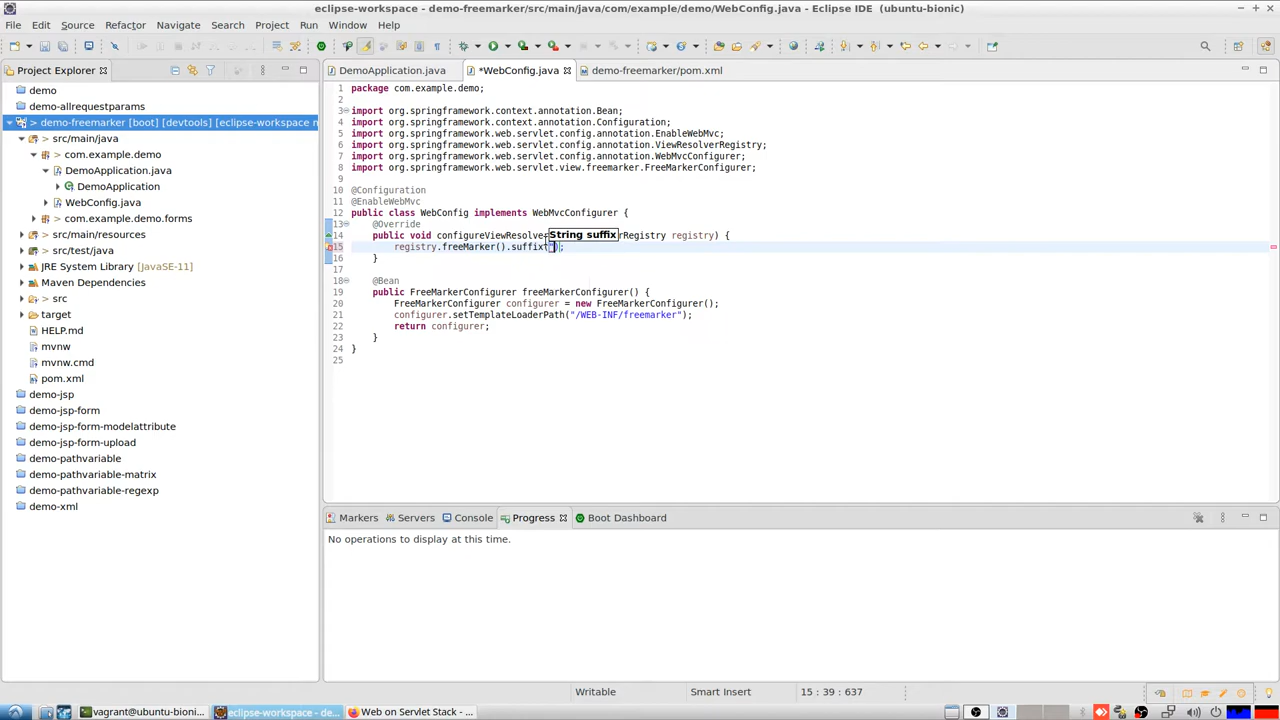 eclipse-workspace - demo-freemarker/src/main/java/com/example/demo/WebConfig.java - Eclipse IDE (ubuntu-bionic)
File Edit Source Refactor Navigate Search Project Run Window Help
Project Explorer
DemoApplication.java *WebConfig.java demo-freemarker/pom.xml
demo
demo-allrequestparams
> demo-freemarker [boot] [devtools] [eclipse-workspace n
> src/main/java
> com.example.demo
> DemoApplication.java
DemoApplication
> WebConfig.java
> com.example.demo.forms
> src/main/resources
> src/test/java
JRE System Library [JavaSE-11]
Maven Dependencies
> src
target
HELP.md
mvnw
mvnw.cmd
pom.xml
demo-jsp
demo-jsp-form
demo-jsp-form-modelattribute
demo-jsp-form-upload
demo-pathvariable
demo-pathvariable-matrix
demo-pathvariable-regexp
demo-xml
1 package com.example.demo;
2
3 import org.springframework.context.annotation.Bean;
4 import org.springframework.context.annotation.Configuration;
5 import org.springframework.web.servlet.config.annotation.EnableWebMvc;
6 import org.springframework.web.servlet.config.annotation.ViewResolverRegistry;
7 import org.springframework.web.servlet.config.annotation.WebMvcConfigurer;
8 import org.springframework.web.servlet.view.freemarker.FreeMarkerConfigurer;
9
10 @Configuration
11 @EnableWebMvc
12 public class WebConfig implements WebMvcConfigurer {
13 @Override
String suffix
14 public void configureViewResolve rRegistry registry) {
15 registry.freeMarker().suffix(");
16 }
17
18 @Bean
19 public FreeMarkerConfigurer freeMarkerConfigurer() {
20 FreeMarkerConfigurer configurer = new FreeMarkerConfigurer();
21 configurer.setTemplateLoaderPath("/WEB-INF/freemarker");
22 return configurer;
23 }
24 }
25
Markers Servers Console Progress Boot Dashboard
No operations to display at this time.
Writable Smart Insert 15 : 39 : 637
vagrant@ubuntu-bioni... eclipse-workspace - de... Web on Servlet Stack - ...